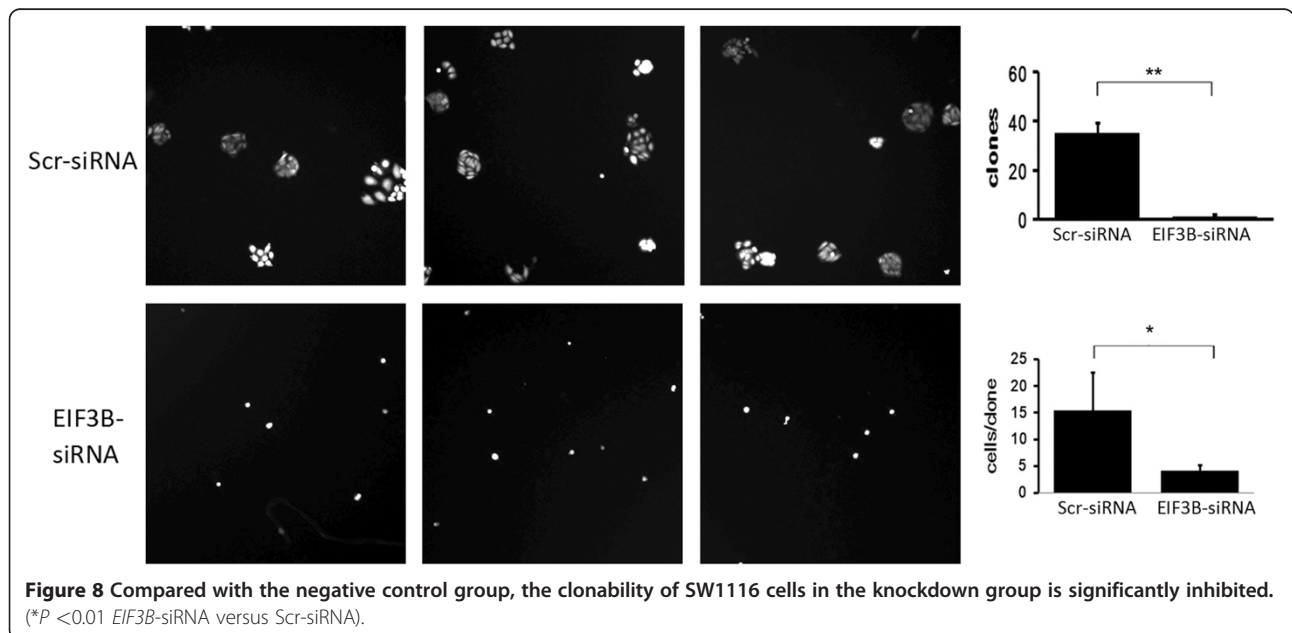 Scr-siRNA
EIF3B-
siRNA
60
40
20
0
clones
**
Scr-siRNA EIF3B-siRNA
25
20
15
10
5
0
cells/done
*
Scr-siRNA EIF3B-siRNA
Figure 8 Compared with the negative control group, the clonability of SW1116 cells in the knockdown group is significantly inhibited.
(*P <0.01 EIF3B-siRNA versus Scr-siRNA).